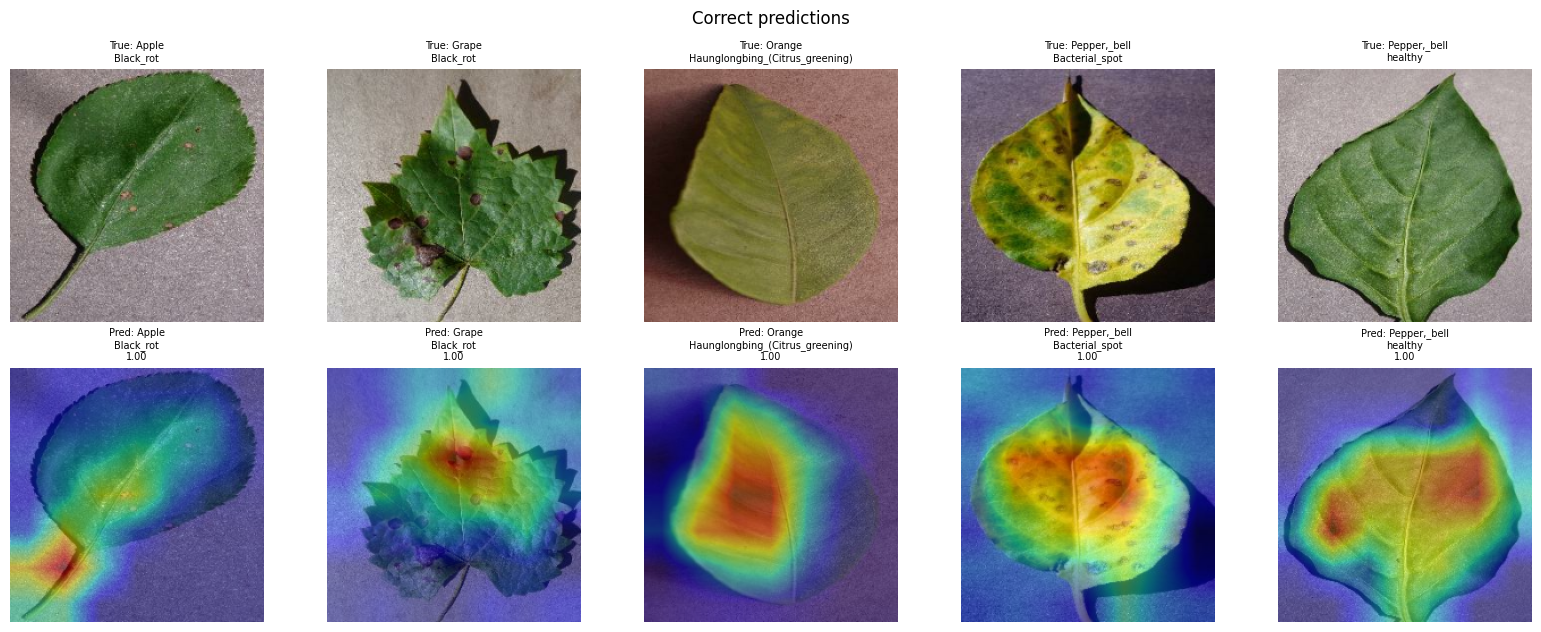 Correct predictions
True: Apple
Black_rot
True: Grape
Black_rot
True: Orange
Haunglongbing_(Citrus_greening)
True: Pepper,_bell
Bacterial_spot
True: Pepper,_bell
healthy
Pred: Apple
Black_rot
1.00
Pred: Grape
Black_rot
1.00
Pred: Orange
Haunglongbing_(Citrus_greening)
1.00
Pred: Pepper,_bell
Bacterial_spot
1.00
Pred: Pepper,_bell
healthy
1.00